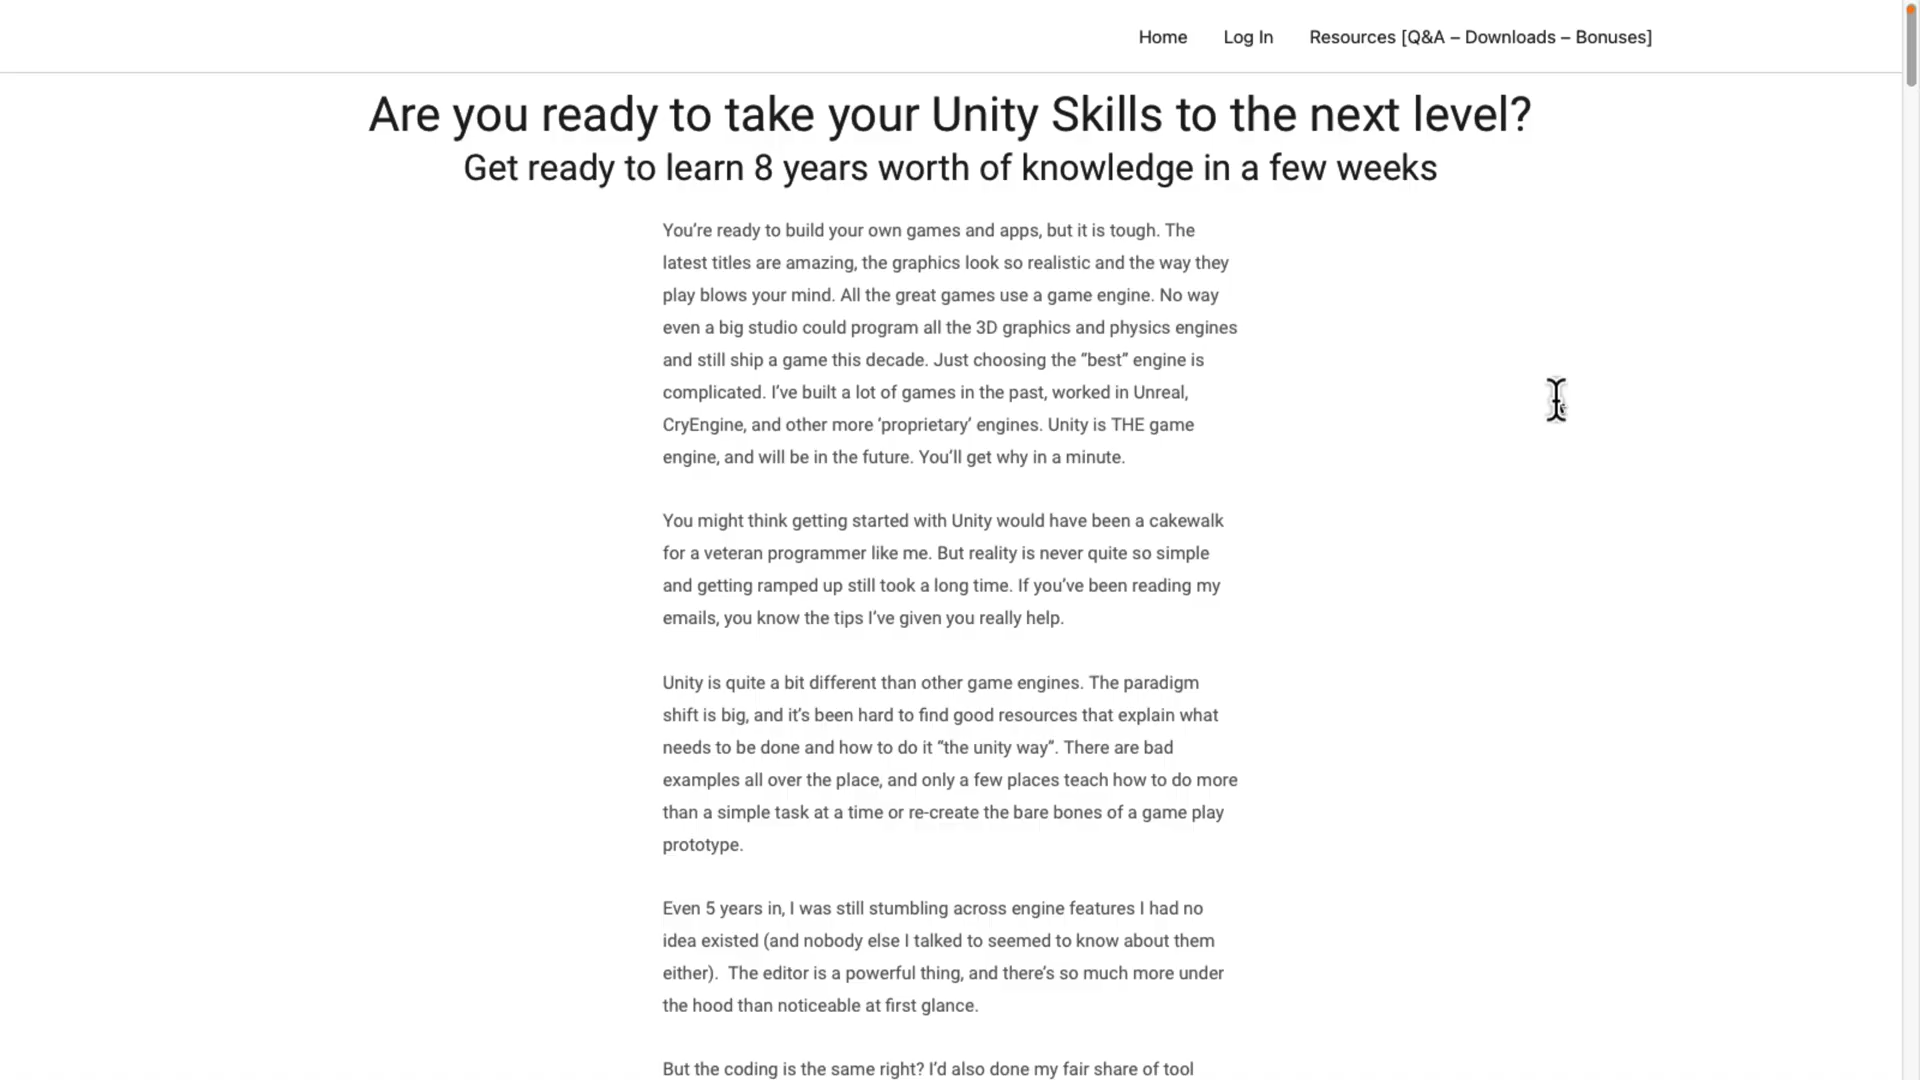 Home Log In Resources [Q&A – Downloads – Bonuses]
Are you ready to take your Unity Skills to the next level?
Get ready to learn 8 years worth of knowledge in a few weeks
You’re ready to build your own games and apps, but it is tough. The
latest titles are amazing, the graphics look so realistic and the way they
play blows your mind. All the great games use a game engine. No way
even a big studio could program all the 3D graphics and physics engines
and still ship a game this decade. Just choosing the “best” engine is
complicated. I’ve built a lot of games in the past, worked in Unreal,
CryEngine, and other more ‘proprietary’ engines. Unity is THE game
engine, and will be in the future. You’ll get why in a minute.
You might think getting started with Unity would have been a cakewalk
for a veteran programmer like me. But reality is never quite so simple
and getting ramped up still took a long time. If you’ve been reading my
emails, you know the tips I’ve given you really help.
Unity is quite a bit different than other game engines. The paradigm
shift is big, and it’s been hard to find good resources that explain what
needs to be done and how to do it “the unity way”. There are bad
examples all over the place, and only a few places teach how to do more
than a simple task at a time or re-create the bare bones of a game play
prototype.
Even 5 years in, I was still stumbling across engine features I had no
idea existed (and nobody else I talked to seemed to know about them
either).  The editor is a powerful thing, and there’s so much more under
the hood than noticeable at first glance.
But the coding is the same right? I’d also done my fair share of tool